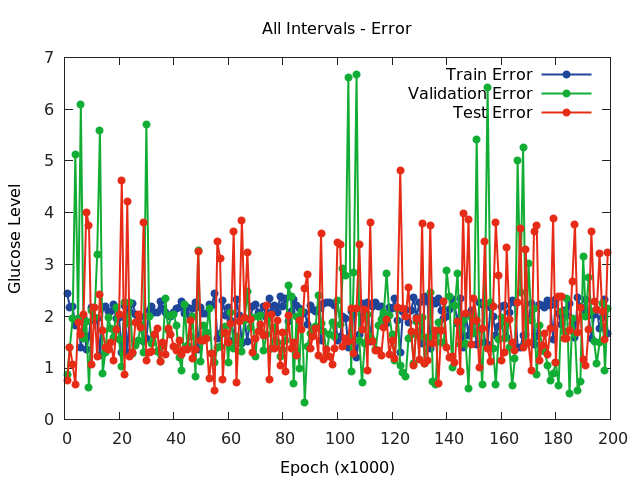 All Intervals - Error
Train Error
Validation Error
Test Error
Glucose Level
7
6
5
4
3
2
1
0
0 20 40 60 80 100 120 140 160 180 200
Epoch (x1000)